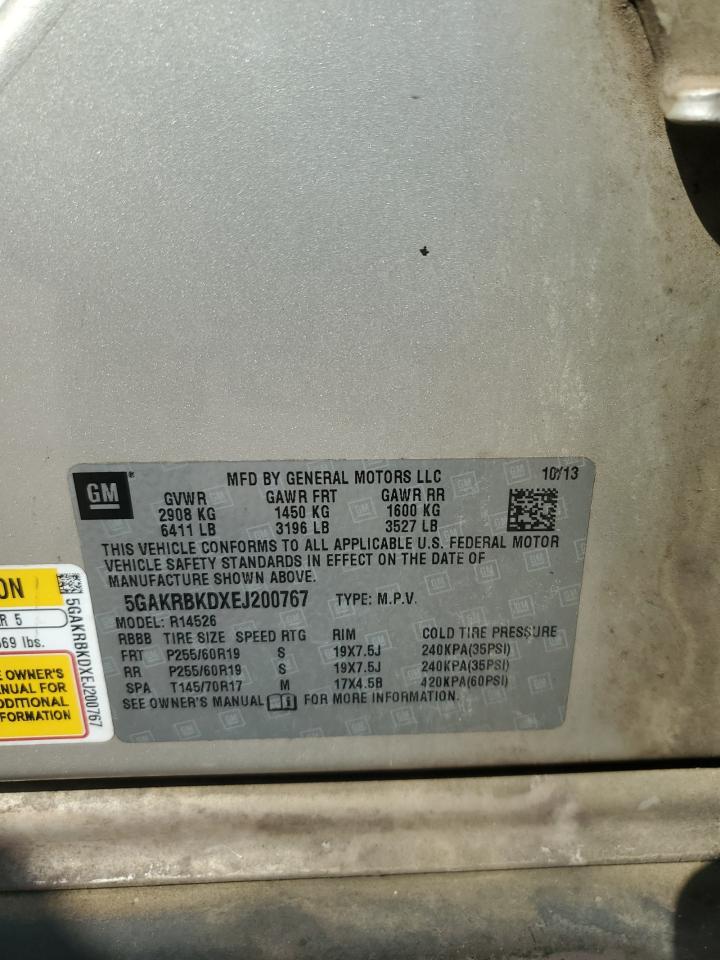 GM
MFD BY GENERAL MOTORS LLC 10/13
GVWR GAWR FRT GAWR RR
2908 KG 1450 KG 1600 KG
6411 LB 3196 LB 3527 LB
THIS VEHICLE CONFORMS TO ALL APPLICABLE U.S. FEDERAL MOTOR
VEHICLE SAFETY STANDARDS IN EFFECT ON THE DATE OF
MANUFACTURE SHOWN ABOVE.
5GAKRBKDXEJ200767 TYPE: M.P.V.
MODEL: R14526
RBBB TIRE SIZE SPEED RTG RIM COLD TIRE PRESSURE
FRT P255/60R19 S 19X7.5J 240KPA(35PSI)
RR P255/60R19 S 19X7.5J 240KPA(35PSI)
SPA T145/70R17 M 17X4.5B 420KPA(60PSI)
SEE OWNER'S MANUAL FOR MORE INFORMATION.
ON
R 5
69 lbs.
E OWNER'S
NUAL FOR
DDITIONAL
FORMATION
5GAKRBKDXEJ200767